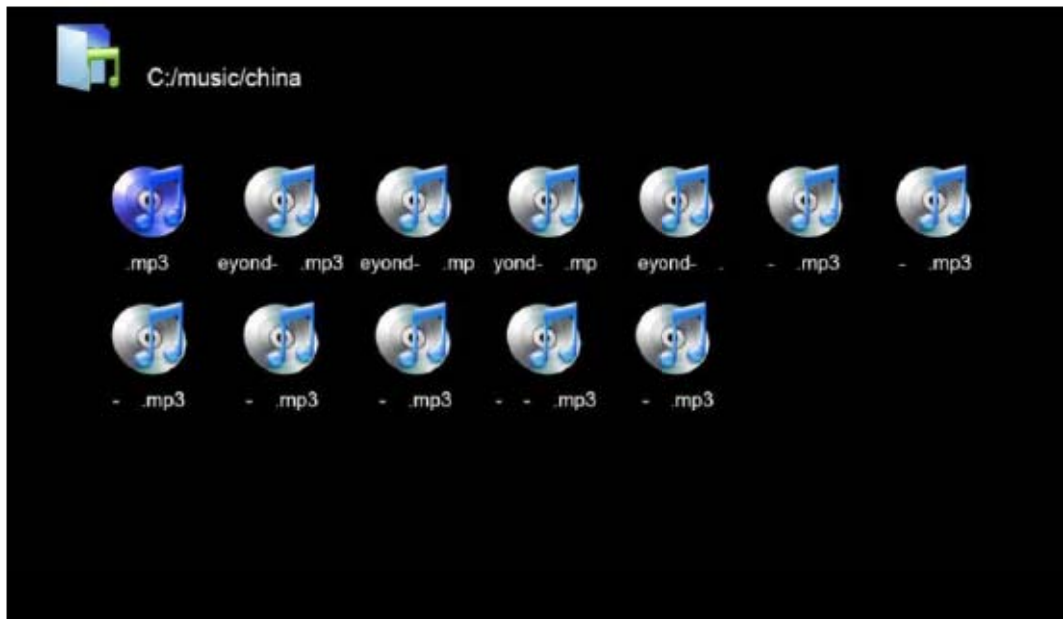 C:/music/china
.mp3 eyond- .mp3 eyond- .mp yond- .mp eyond- . - .mp3 - .mp3
- .mp3 - .mp3 - .mp3 - - .mp3 - .mp3